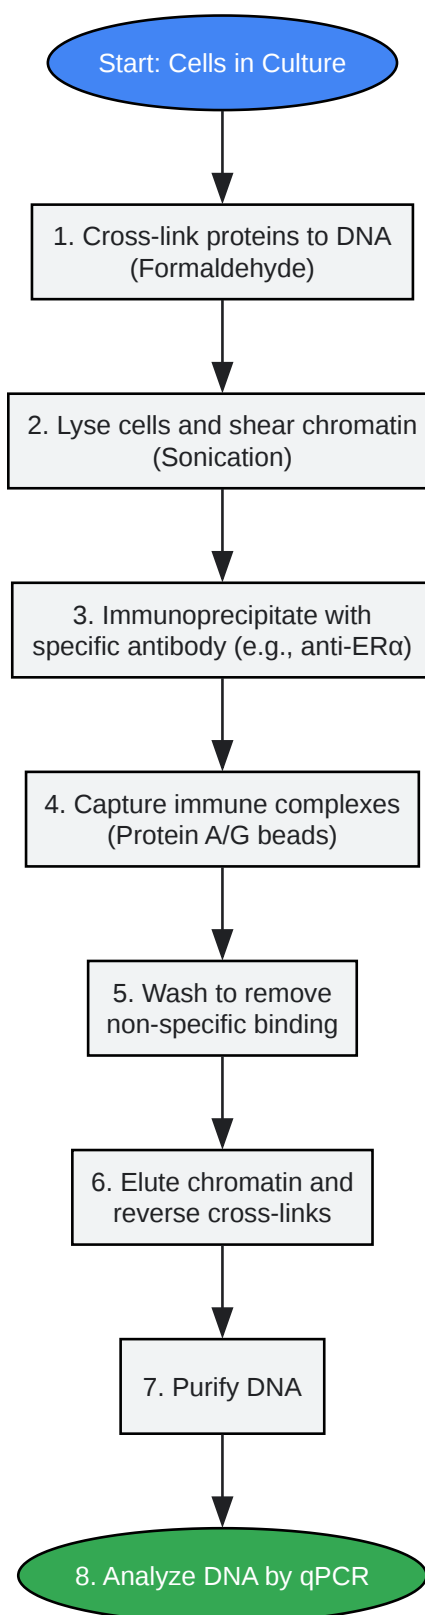 Start: Cells in Culture
1. Cross-link proteins to DNA
(Formaldehyde)
2. Lyse cells and shear chromatin
(Sonication)
3. Immunoprecipitate with
specific antibody (e.g., anti-ERα)
4. Capture immune complexes
(Protein A/G beads)
5. Wash to remove
non-specific binding
6. Elute chromatin and
reverse cross-links
7. Purify DNA
8. Analyze DNA by qPCR